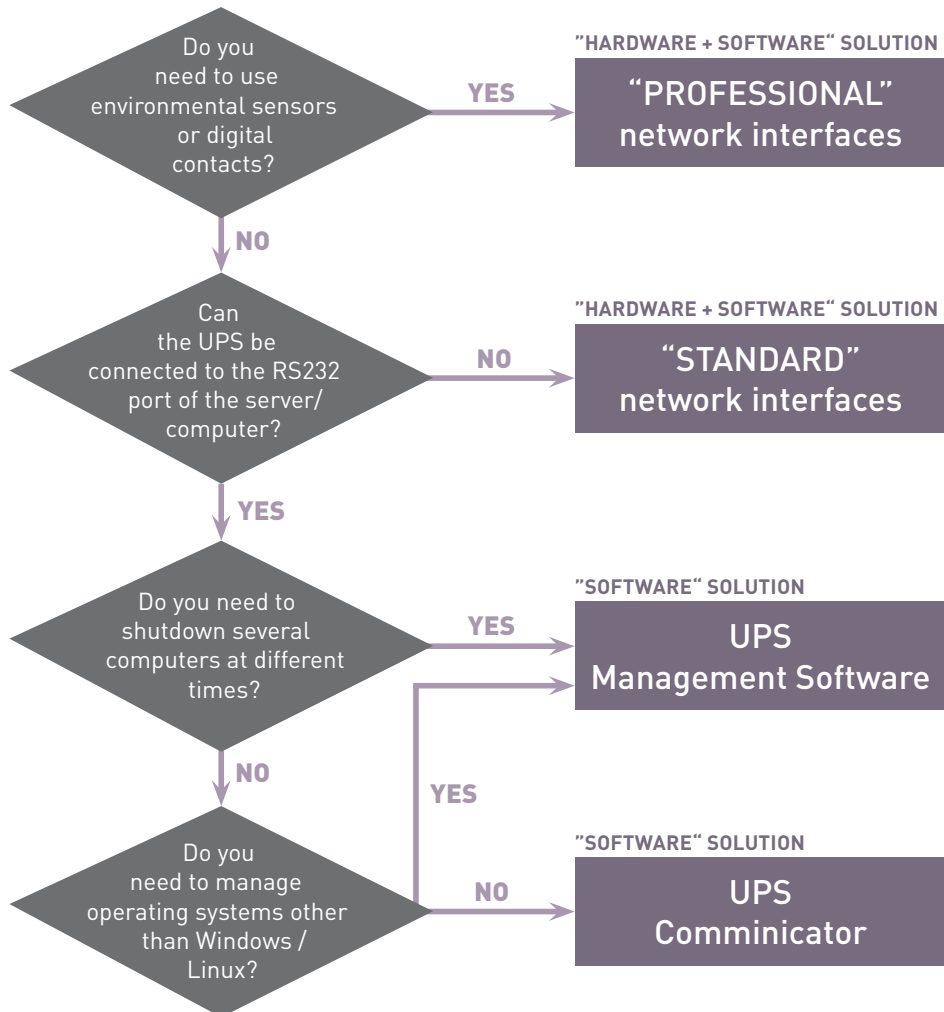 Do you
need to use
environmental sensors
or digital
contacts?
YES
”HARDWARE + SOFTWARE“ SOLUTION
“PROFESSIONAL”
network interfaces
NO
Can
the UPS be
connected to the RS232
port of the server/
computer?
NO
”HARDWARE + SOFTWARE“ SOLUTION
“STANDARD”
network interfaces
YES
Do you need to
shutdown several
computers at different
times?
YES
”SOFTWARE“ SOLUTION
UPS
Management Software
NO
YES
Do you
need to manage
operating systems other
than Windows /
Linux?
NO
”SOFTWARE“ SOLUTION
UPS
Comminicator